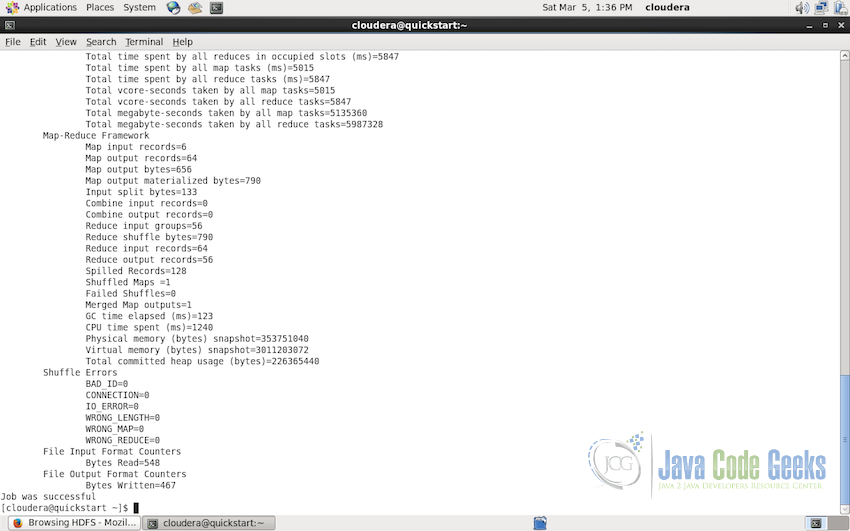 Applications Places System Sat Mar 5, 1:36 PM cloudera
cloudera@quickstart:~
File Edit View Search Terminal Help
Total time spent by all reduces in occupied slots (ms)=5847
Total time spent by all map tasks (ms)=5015
Total time spent by all reduce tasks (ms)=5847
Total vcore-seconds taken by all map tasks=5015
Total vcore-seconds taken by all reduce tasks=5847
Total megabyte-seconds taken by all map tasks=5135360
Total megabyte-seconds taken by all reduce tasks=5987328
Map-Reduce Framework
Map input records=6
Map output records=64
Map output bytes=656
Map output materialized bytes=790
Input split bytes=133
Combine input records=0
Combine output records=0
Reduce input groups=56
Reduce shuffle bytes=790
Reduce input records=64
Reduce output records=56
Spilled Records=128
Shuffled Maps =1
Failed Shuffles=0
Merged Map outputs=1
GC time elapsed (ms)=123
CPU time spent (ms)=1240
Physical memory (bytes) snapshot=353751040
Virtual memory (bytes) snapshot=3011203072
Total committed heap usage (bytes)=226365440
Shuffle Errors
BAD_ID=0
CONNECTION=0
IO_ERROR=0
WRONG_LENGTH=0
WRONG_MAP=0
WRONG_REDUCE=0
File Input Format Counters
Bytes Read=548
File Output Format Counters
Bytes Written=467
Job was successful
[cloudera@quickstart ~]$
JCG Java Code Geeks
JAVA 2 JAVA DEVELOPERS RESOURCE CENTER
Browsing HDFS - Mozil... cloudera@quickstart:~